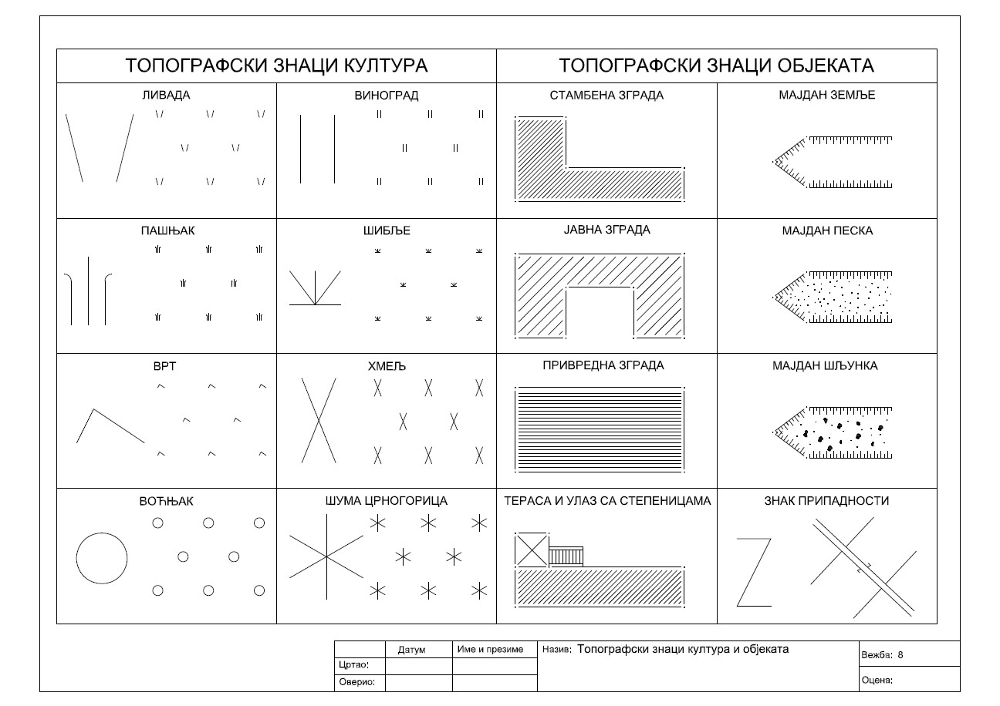 ТОПОГРАФСКИ ЗНАЦИ КУЛТУРА
ТОПОГРАФСКИ ЗНАЦИ ОБЈЕКАТА
ЛИВАДА
ВИНОГРАД
СТАМБЕНА ЗГРАДА
МАЈДАН ЗЕМЉЕ
ПАШЊАК
ШИБЉЕ
ЈАВНА ЗГРАДА
МАЈДАН ПЕСКА
ВРТ
ХМЕЉ
ПРИВРЕДНА ЗГРАДА
МАЈДАН ШЉУНКА
ВОЋЊАК
ШУМА ЦРНОГОРИЦА
ТЕРАСА И УЛАЗ СА СТЕПЕНИЦАМА
ЗНАК ПРИПАДНОСТИ
Датум
Име и презиме
Назив: Топографски знаци култура и објеката
Вежба: 8
Цртао:
Оверио:
Оцена: